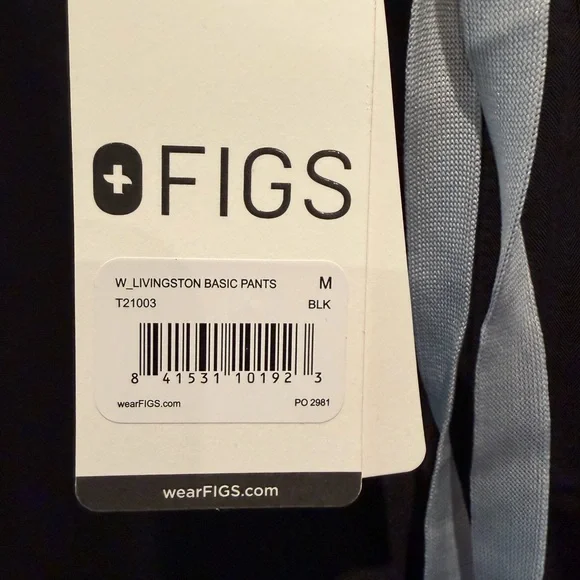 FIGS
W_LIVINGSTON BASIC PANTS M
T21003 BLK
8 41531 10192 3
wearFIGS.com PO 2981
wearFIGS.com